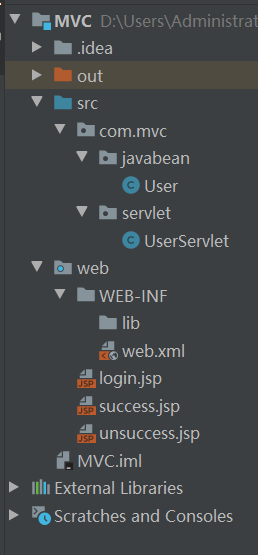 MVC D:\Users\Administrat
.idea
out
src
com.mvc
javabean
User
servlet
UserServlet
web
WEB-INF
lib
web.xml
login.jsp
success.jsp
unsuccess.jsp
MVC.iml
External Libraries
Scratches and Consoles